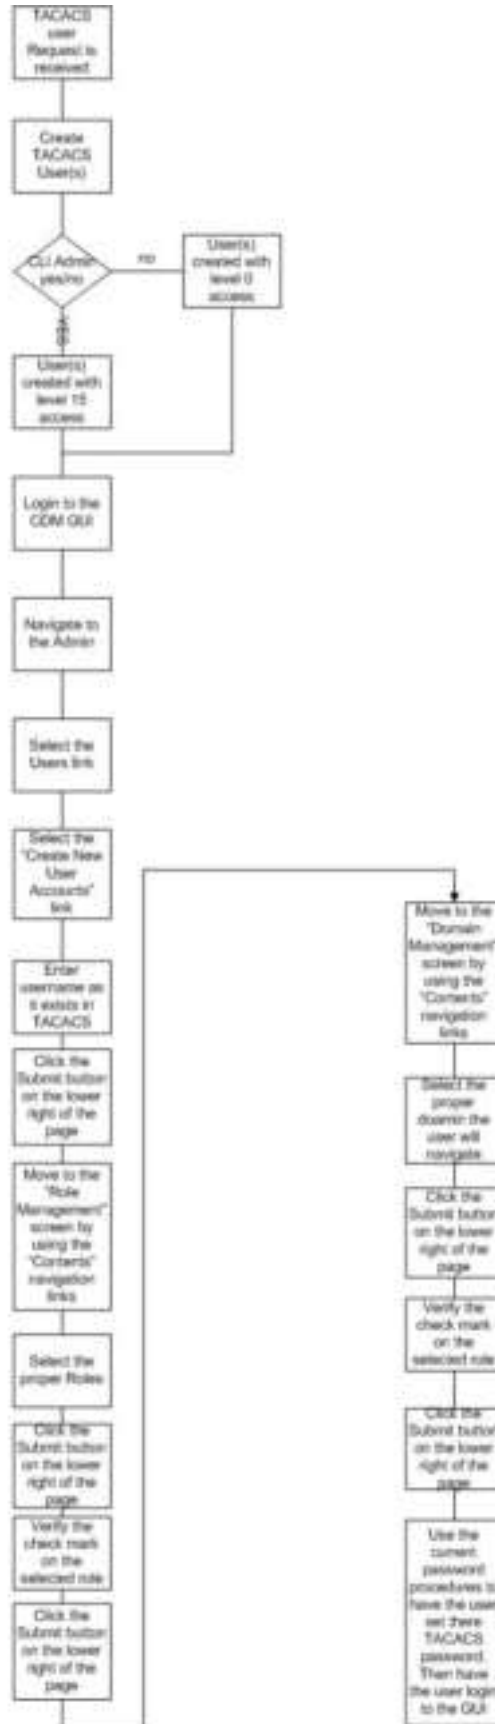 TACACS
user
Request is
received
Create
TACACS
User(s)
CLI Admin
yes/no
no
User(s)
created with
level 0
access
YES
User(s)
created with
level 15
access
Login to the
CDM GUI
Navigate to
the Admin
Select the
Users link
Select the
"Create New
User
Accounts"
link
Enter
username as
it exists in
TACACS
Click the
Submit button
on the lower
right of the
page
Move to the
"Role
Management"
screen by
using the
"Contents"
navigation
links
Select the
proper Roles
Click the
Submit button
on the lower
right of the
page
Verify the
check mark
on the
selected role
Click the
Submit button
on the lower
right of the
page
Move to the
"Domain
Management"
screen by
using the
"Contents"
navigation
links
Select the
proper
doamin the
user will
navigate
Click the
Submit button
on the lower
right of the
page
Verify the
check mark
on the
selected role
Click the
Submit button
on the lower
right of the
page
Use the
current
password
procedures to
have the user
set there
TACACS
password.
Then have
the user login
to the GUI